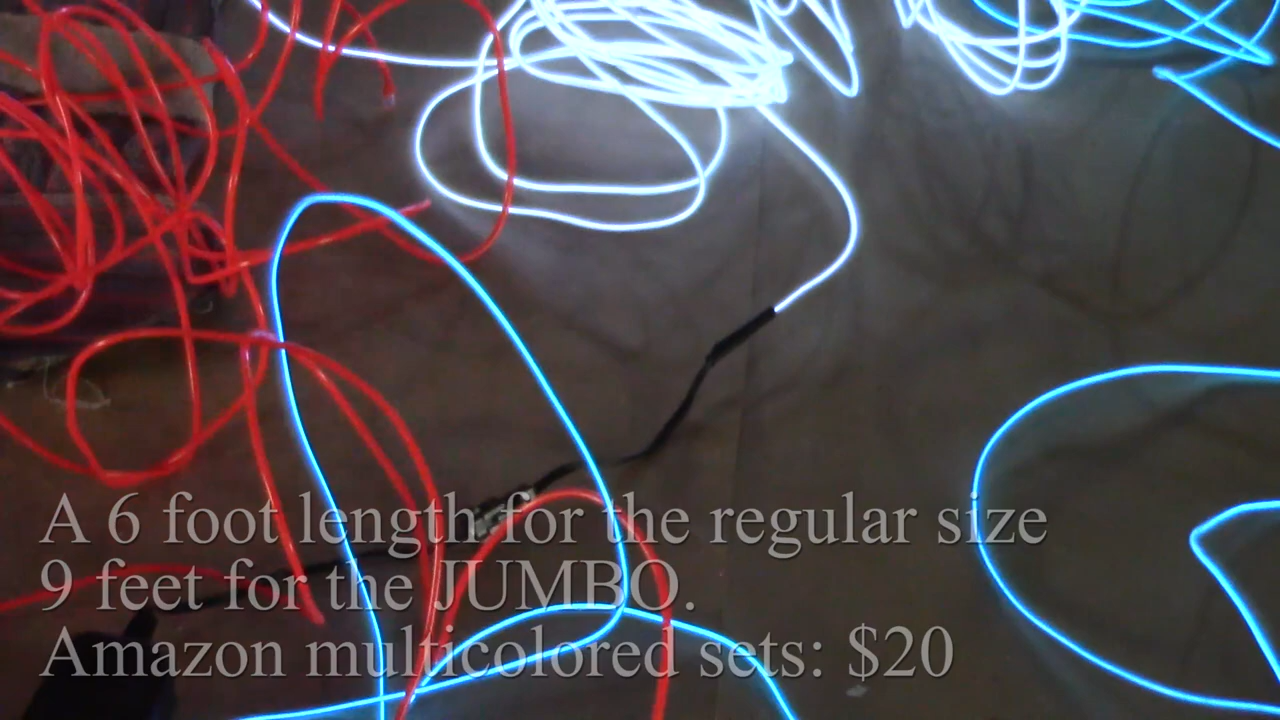 A 6 foot length for the regular size
9 feet for the JUMBO.
Amazon multicolored sets: $20